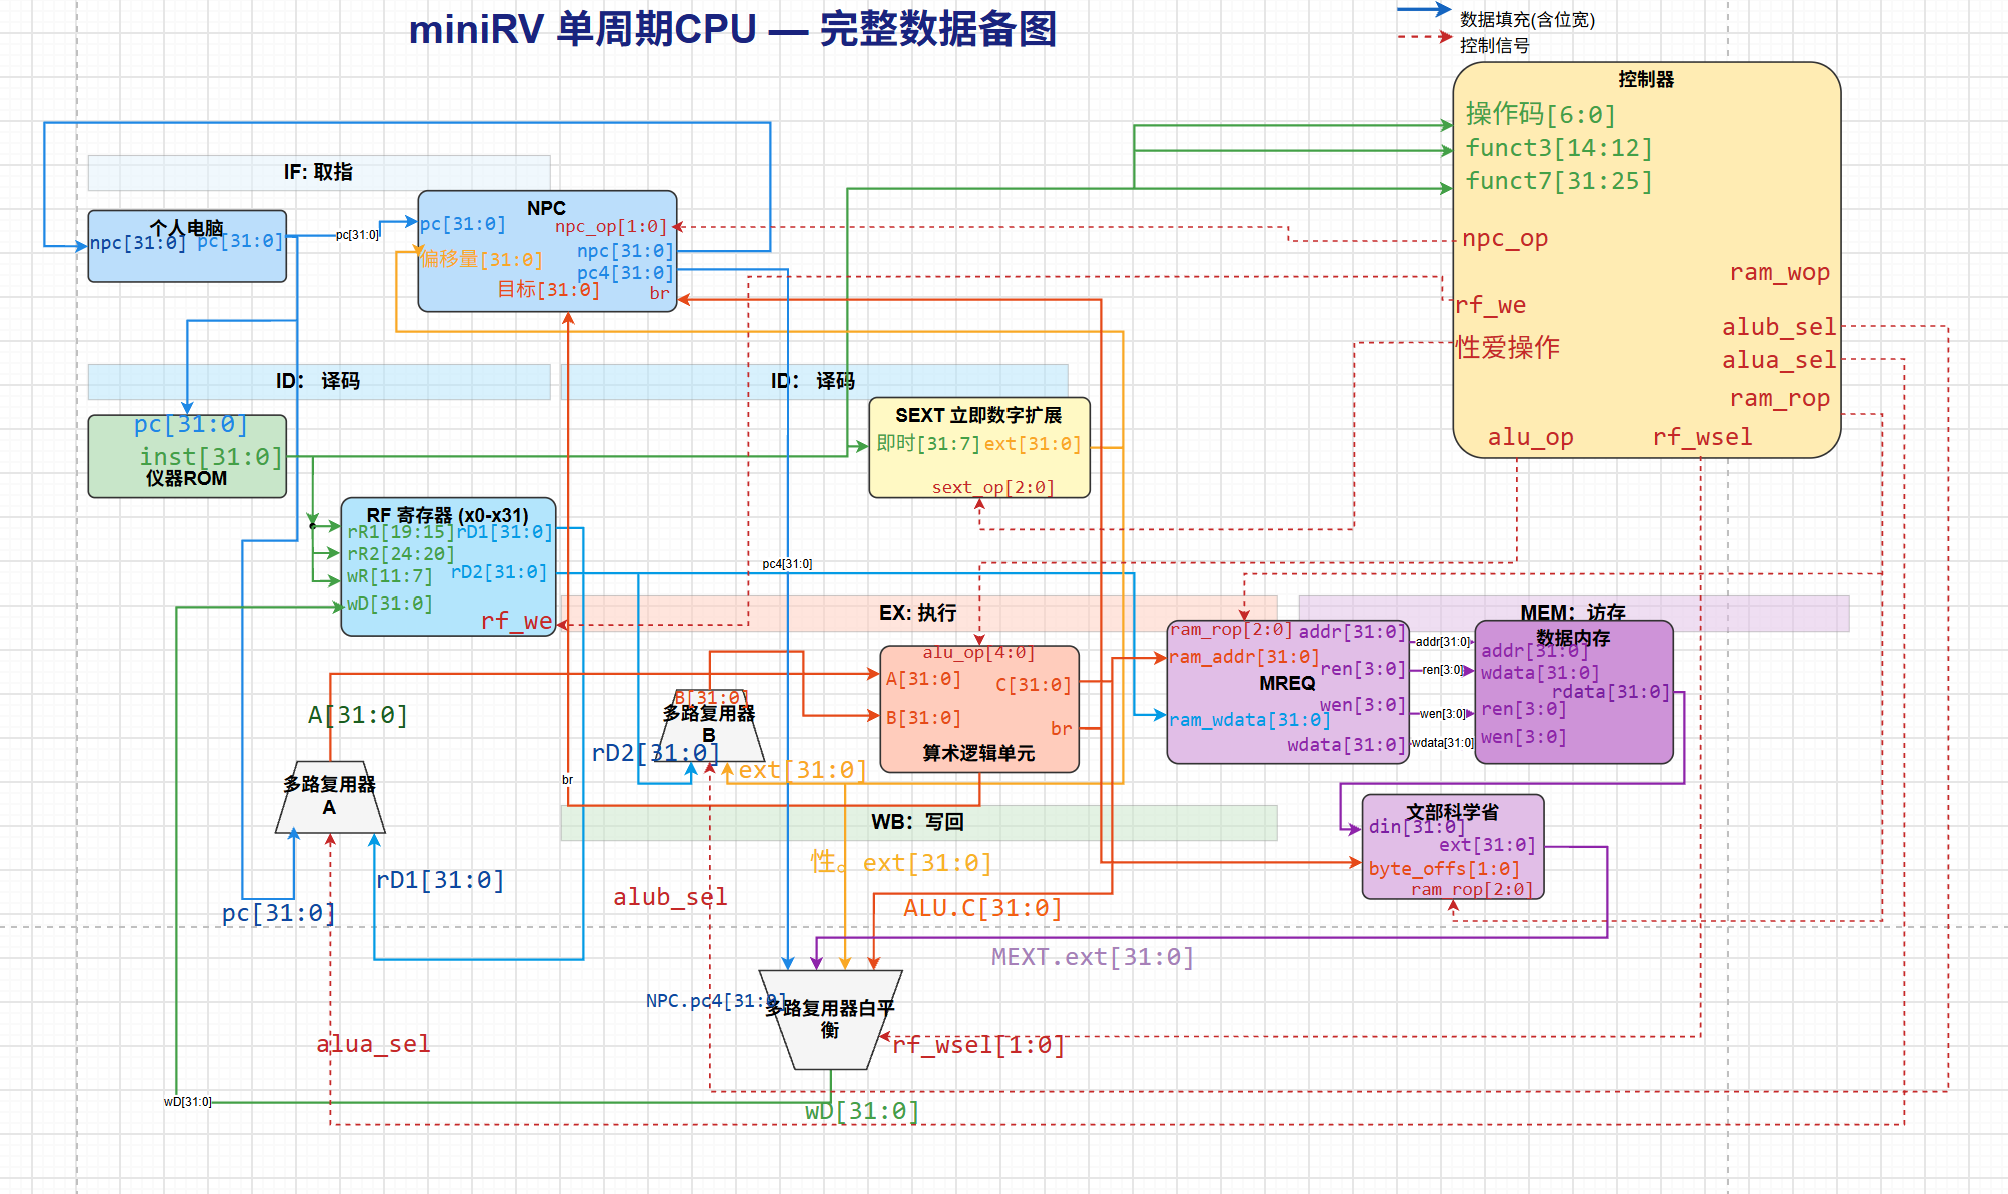 miniRV 单周期CPU — 完整数据备图
数据填充(含位宽)
控制信号
控制器
操作码[6:0]
funct3[14:12]
funct7[31:25]
npc_op
ram_wop
rf_we
alub_sel
性爱操作
alua_sel
ram_rop
alu_op
rf_wsel
IF: 取指
个人电脑
npc[31:0]
pc[31:0]
pc[31:0]
NPC
pc[31:0]
npc_op[1:0]
npc[31:0]
偏移量[31:0]
pc4[31:0]
目标[31:0]
br
ID： 译码
ID： 译码
pc[31:0]
inst[31:0]
仪器ROM
SEXT 立即数字扩展
即时[31:7]
ext[31:0]
sext_op[2:0]
RF 寄存器 (x0-x31)
rR1[19:15]
rD1[31:0]
rR2[24:20]
wR[11:7]
rD2[31:0]
wD[31:0]
rf_we
pc4[31:0]
EX: 执行
MEM：访存
alu_op[4:0]
A[31:0]
C[31:0]
B[31:0]
br
算术逻辑单元
ram_rop[2:0]
addr[31:0]
ram_addr[31:0]
ren[3:0]
MREQ
wen[3:0]
ram_wdata[31:0]
wdata[31:0]
addr[31:0]
ren[3:0]
wen[3:0]
wdata[31:0]
数据内存
addr[31:0]
wdata[31:0]
rdata[31:0]
ren[3:0]
wen[3:0]
B[31:0]
多路复用器
B
rD2[31:0]
ext[31:0]
A[31:0]
多路复用器
A
br
rD1[31:0]
pc[31:0]
WB：写回
文部科学省
din[31:0]
ext[31:0]
byte_offs[1:0]
ram_rop[2:0]
性。ext[31:0]
alub_sel
ALU.C[31:0]
MEXT.ext[31:0]
NPC.pc4[31:0]
多路复用器白平
衡
rf_wsel[1:0]
alua_sel
wD[31:0]
wD[31:0]